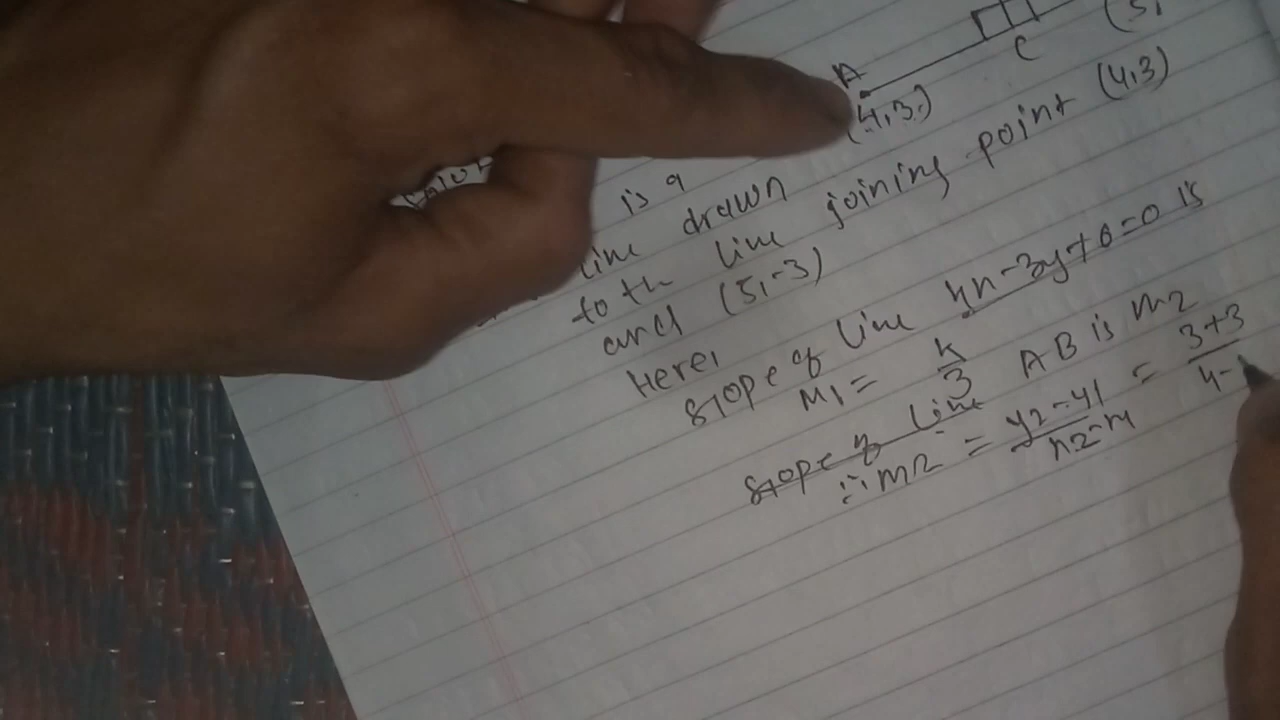 A
C
(5,
(4,3)
is a
line drawn
to the line joining point (4,3)
and (5,-3)
Here,
slope of line kx-3y+6=0 is
M1 = k/3
slope of line AB is m2
∴ m2 = y2-y1/x2-x1 = 3+3/4-